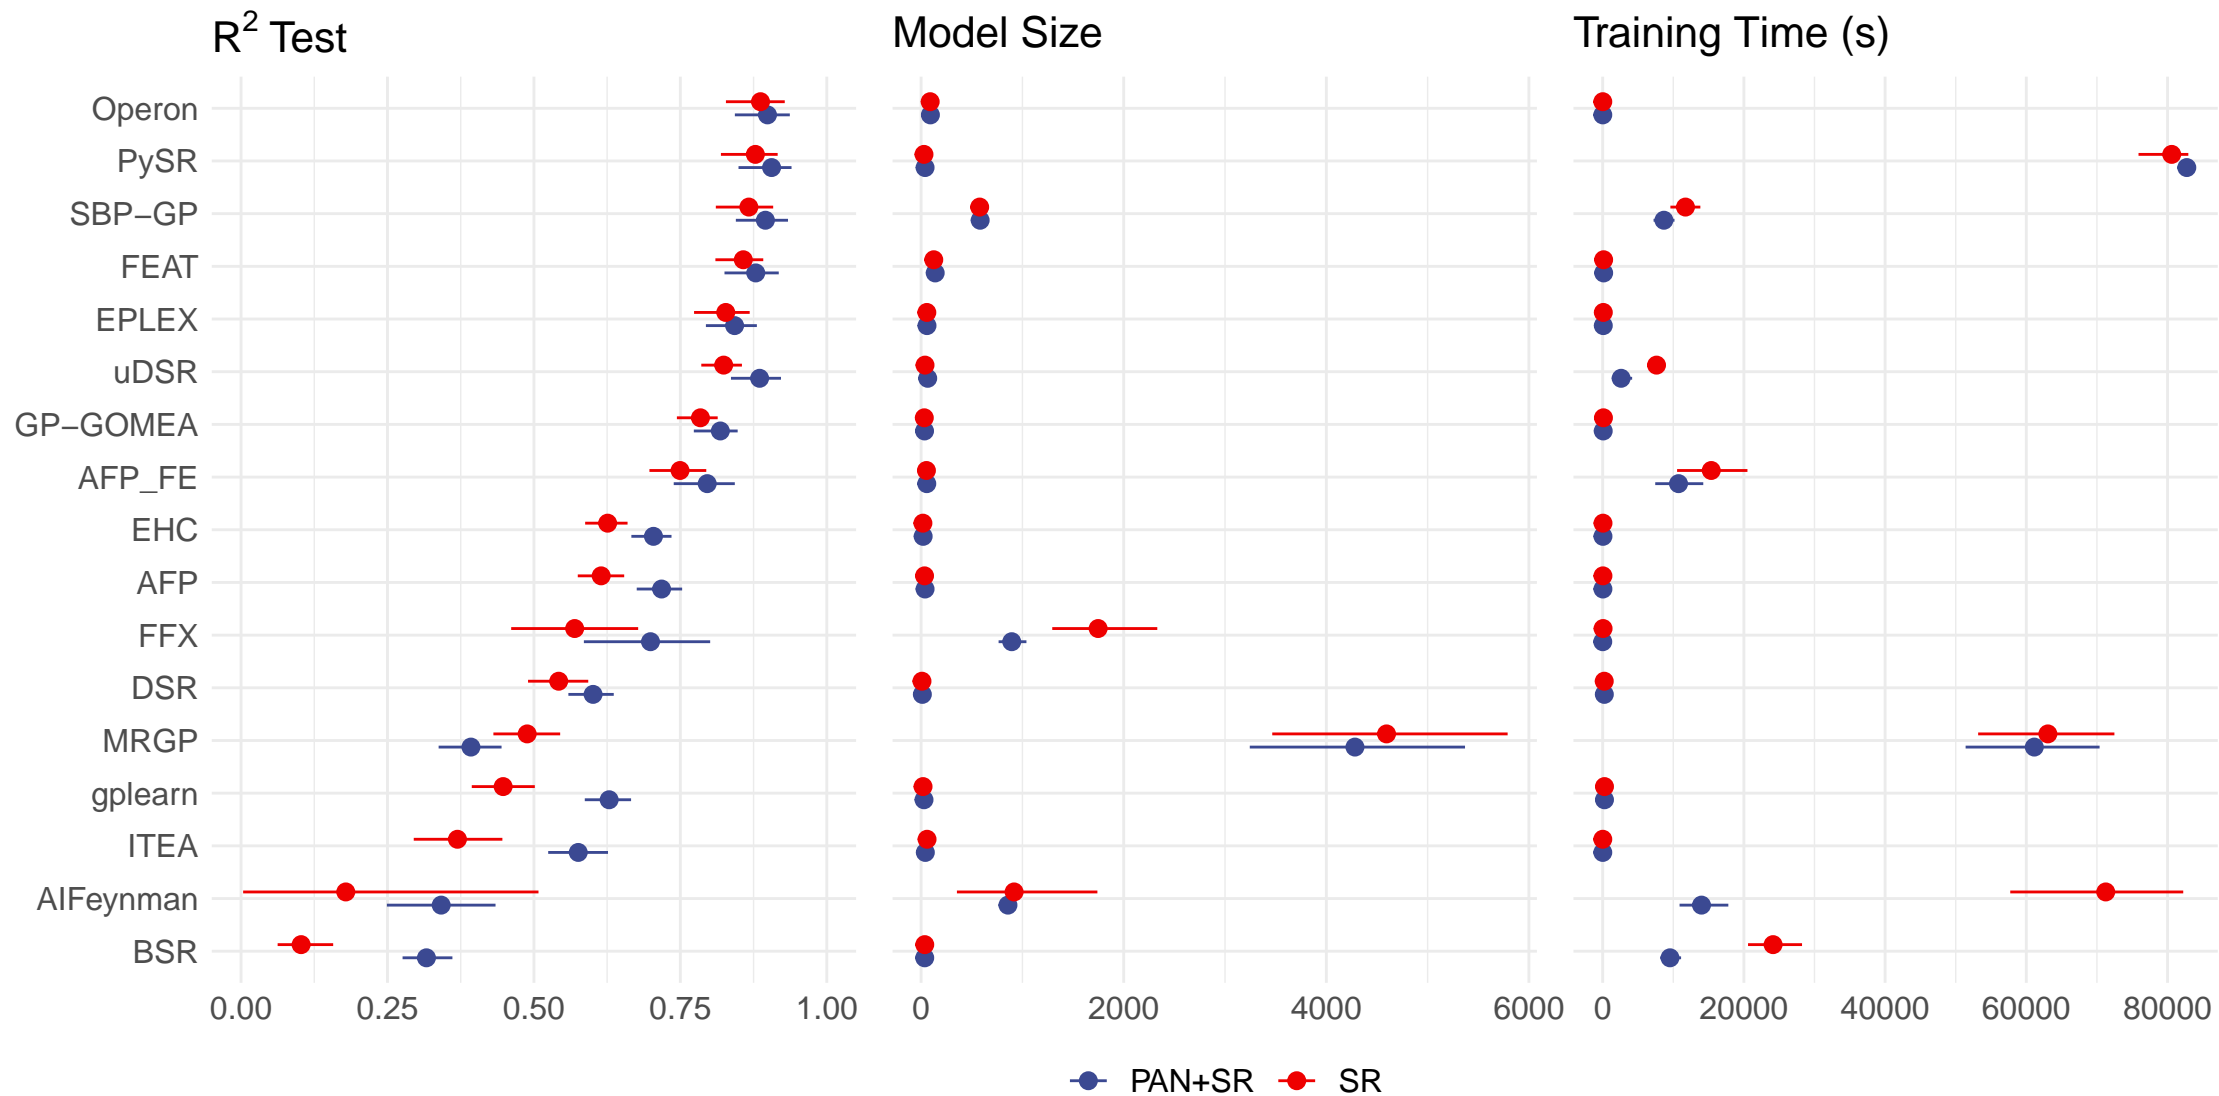 R² Test
Model Size
Training Time (s)
Operon
PySR
SBP−GP
FEAT
EPLEX
uDSR
GP−GOMEA
AFP_FE
EHC
AFP
FFX
DSR
MRGP
gplearn
ITEA
AIFeynman
BSR
0.00 0.25 0.50 0.75 1.00
0 2000 4000 6000
0 20000 40000 60000 80000
PAN+SR SR